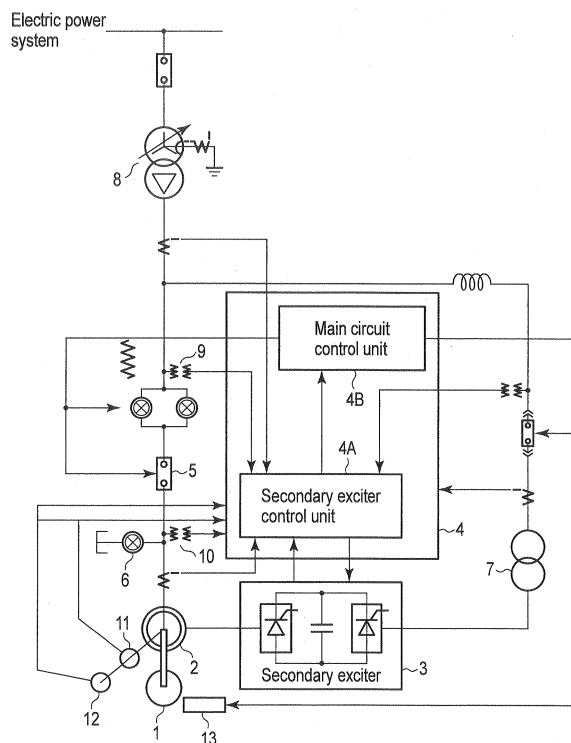 Electric power
system
8
9
Main circuit
control unit
4B
4A
5
Secondary exciter
control unit
4
10
6
7
11
2
Secondary exciter
3
12
1
13